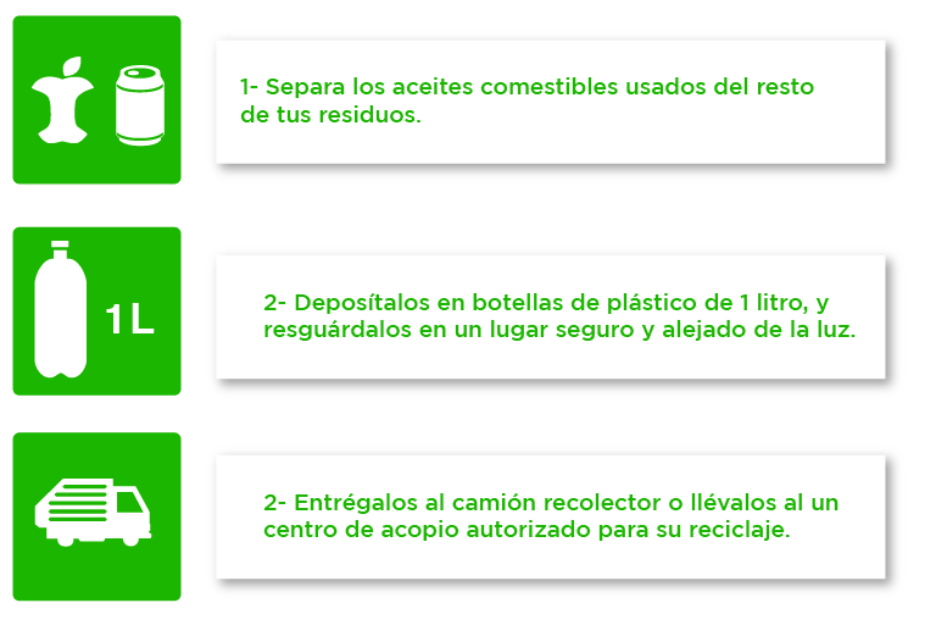 1- Separa los aceites comestibles usados del resto
de tus residuos.
1L
2- Deposítalos en botellas de plástico de 1 litro, y
resguárdalos en un lugar seguro y alejado de la luz.
2- Entrégalos al camión recolector o llévalos al un
centro de acopio autorizado para su reciclaje.